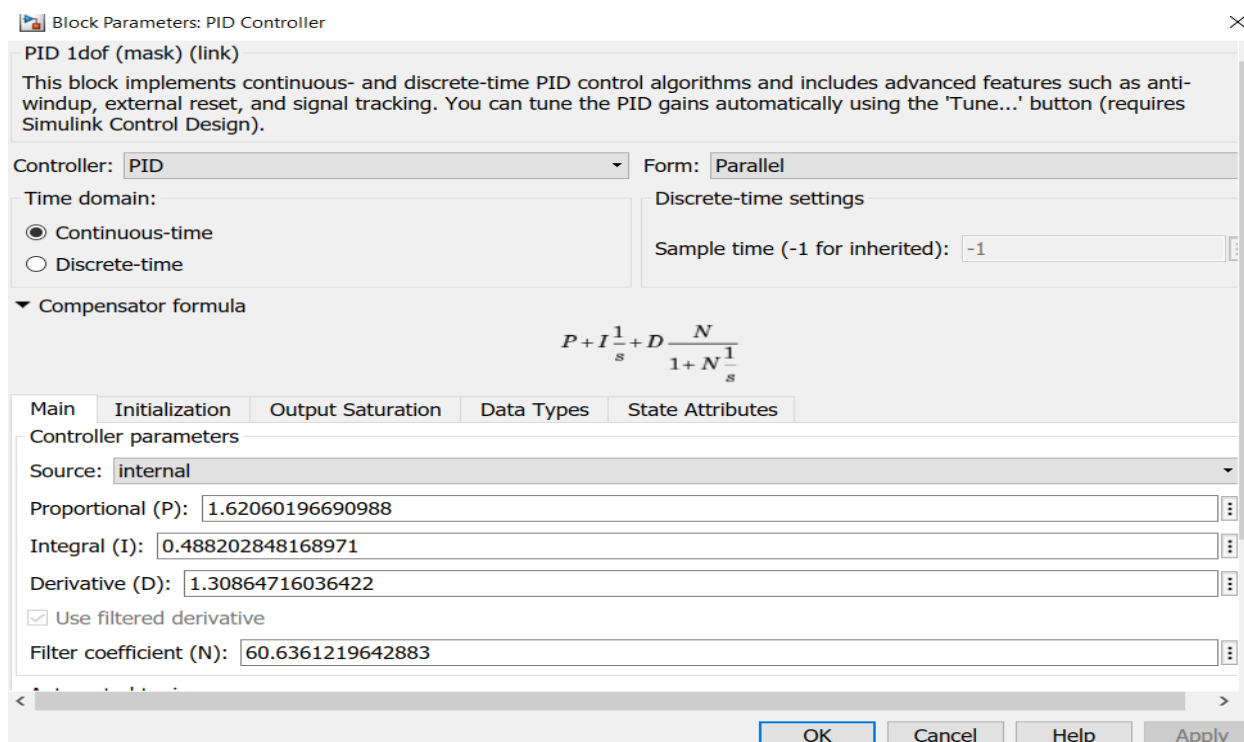 Block Parameters: PID Controller
PID 1dof (mask) (link)
This block implements continuous- and discrete-time PID control algorithms and includes advanced features such as anti-
windup, external reset, and signal tracking. You can tune the PID gains automatically using the 'Tune...' button (requires
Simulink Control Design).
Controller: PID Form: Parallel
Time domain: Discrete-time settings
Continuous-time
Sample time (-1 for inherited): -1
Discrete-time
Compensator formula
P + I 1/s + D N/(1 + N 1/s)
Main Initialization Output Saturation Data Types State Attributes
Controller parameters
Source: internal
Proportional (P): 1.62060196690988
Integral (I): 0.488202848168971
Derivative (D): 1.30864716036422
Use filtered derivative
Filter coefficient (N): 60.6361219642883
OK Cancel Help Apply